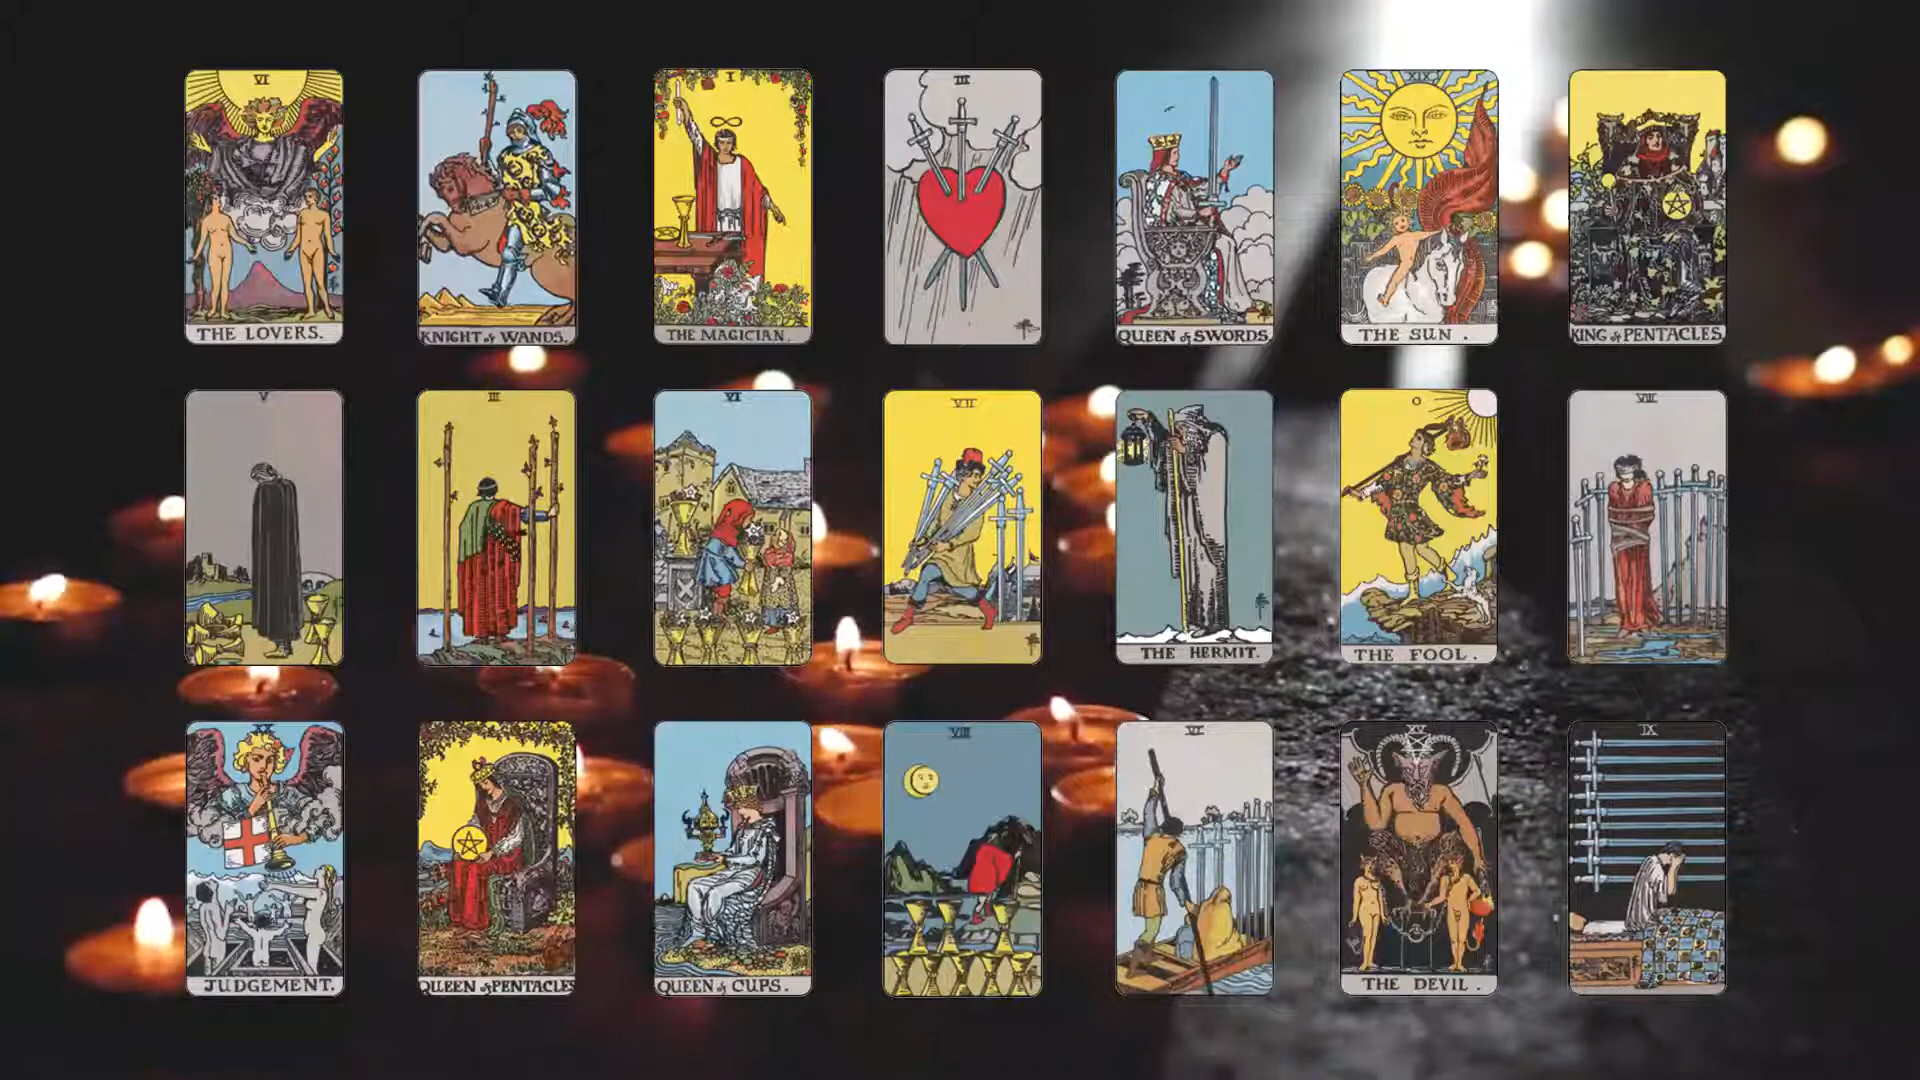 VI
THE LOVERS.
KNIGHT of WANDS.
I
THE MAGICIAN.
III
QUEEN of SWORDS
XIX
THE SUN .
KING of PENTACLES
V
III
VI
VII
THE HERMIT.
0
THE FOOL .
VIII
XX
JUDGEMENT.
QUEEN of PENTACLES
QUEEN of CUPS.
VIII
VI
XV
THE DEVIL .
IX